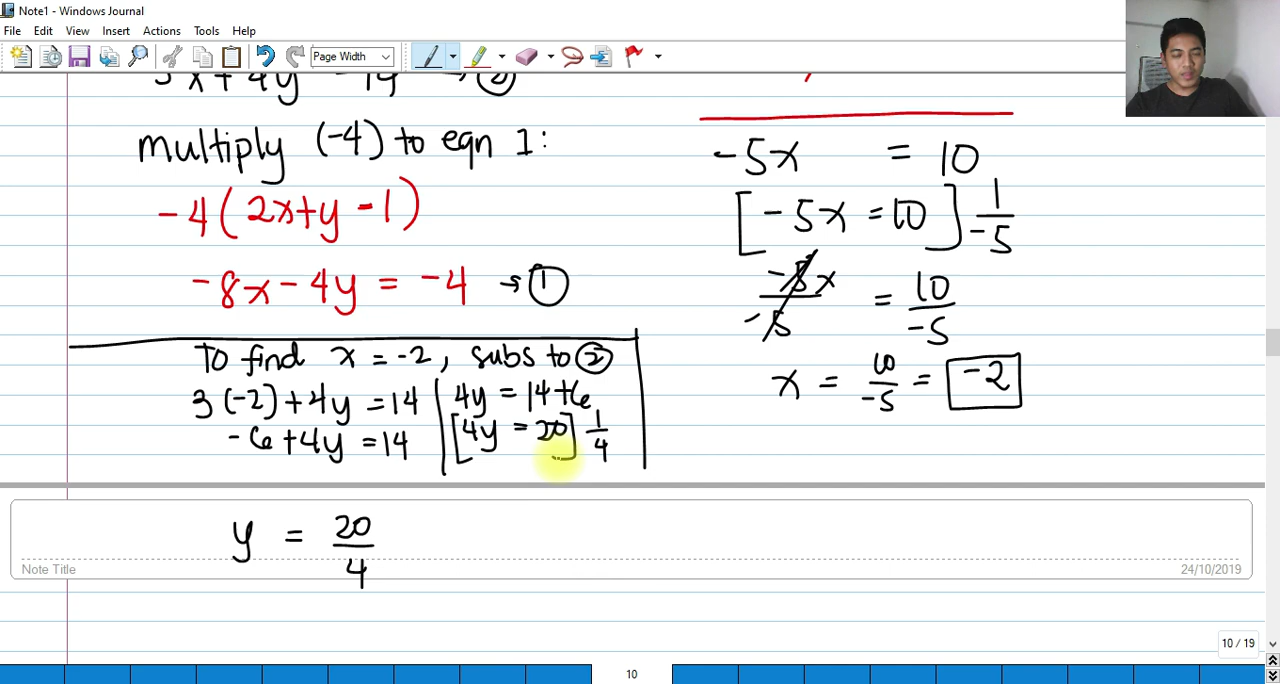 Note1 - Windows Journal
File Edit View Insert Actions Tools Help
Page Width
3x+4y = 14 → ②
multiply (-4) to eqn 1:
-4(2x+y-1)
-8x-4y = -4 → ①
To find x = -2, subs to ②
3(-2)+4y = 14
-6+4y = 14
4y = 14+6
[4y = 20] 1/4
y = 20/4
-5x = 10
[-5x = 10] 1/-5
-5x/-5 = 10/-5
x = 10/-5 = -2
Note Title
24/10/2019
10 / 19
10